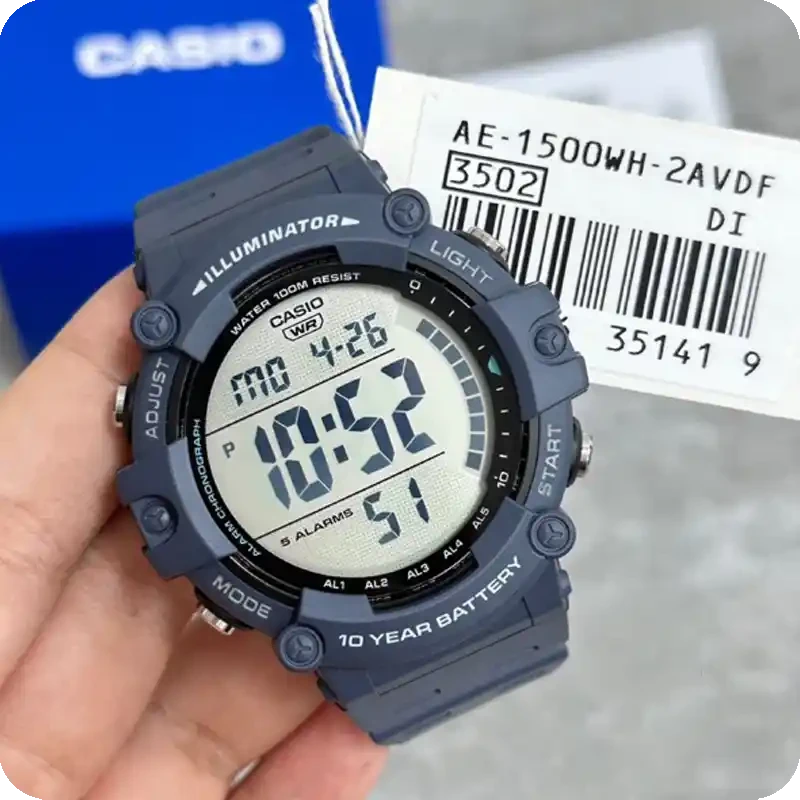 CASIO
AE-1500WH-2AVDF
3502
DI
35141 9
ILLUMINATOR
LIGHT
WATER 100M RESIST
0
CASIO
WR
MO 4-26
ADJUST
P 10:52
START
10
ALARM CHRONOGRAPH
5 ALARMS
51
AL1 AL2 AL3 AL4 AL5
MODE
10 YEAR BATTERY